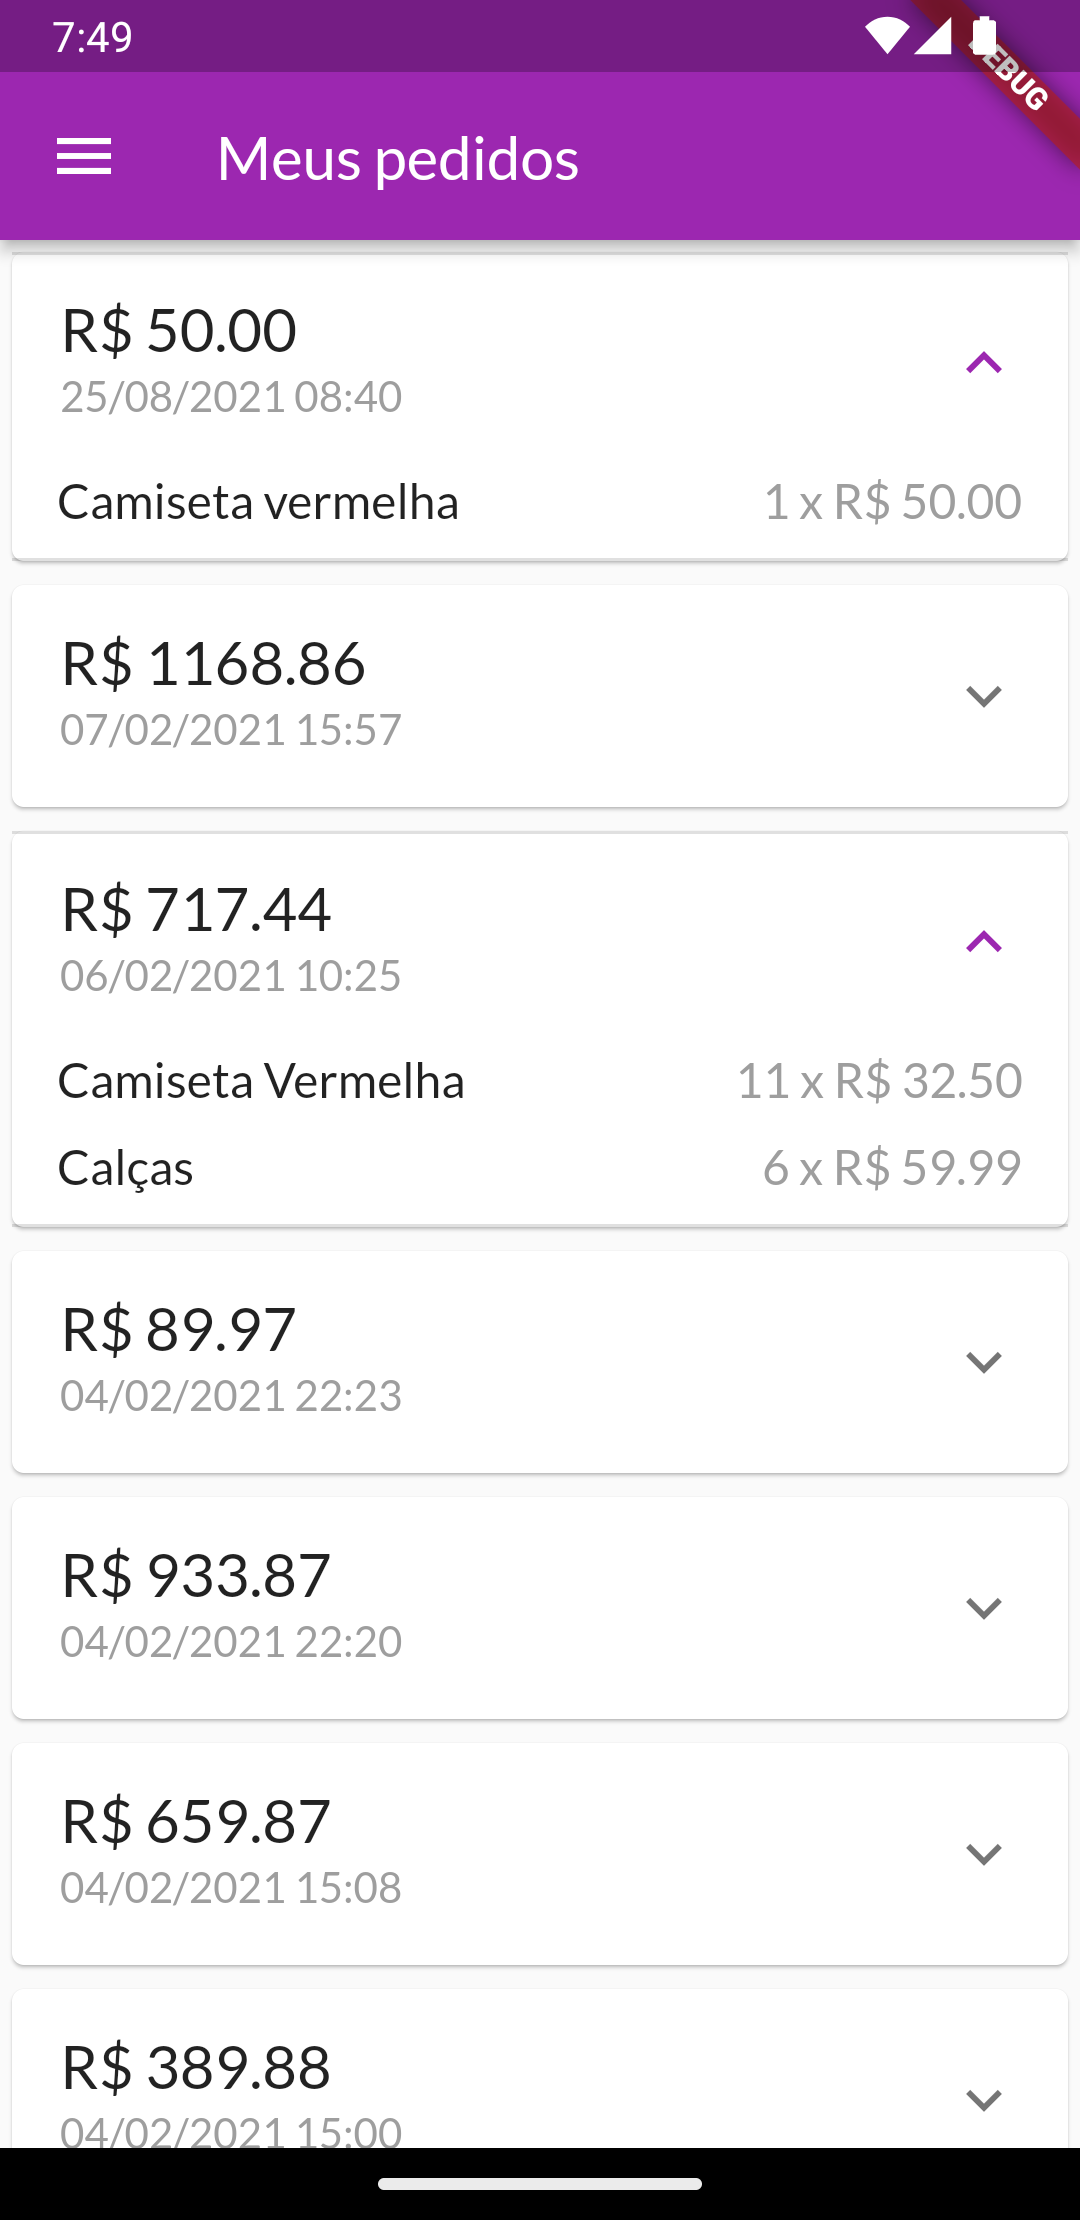 7:49
DEBUG
Meus pedidos
R$ 50.00
25/08/2021 08:40
Camiseta vermelha 1 x R$ 50.00
R$ 1168.86
07/02/2021 15:57
R$ 717.44
06/02/2021 10:25
Camiseta Vermelha 11 x R$ 32.50
Calças 6 x R$ 59.99
R$ 89.97
04/02/2021 22:23
R$ 933.87
04/02/2021 22:20
R$ 659.87
04/02/2021 15:08
R$ 389.88
04/02/2021 15:00